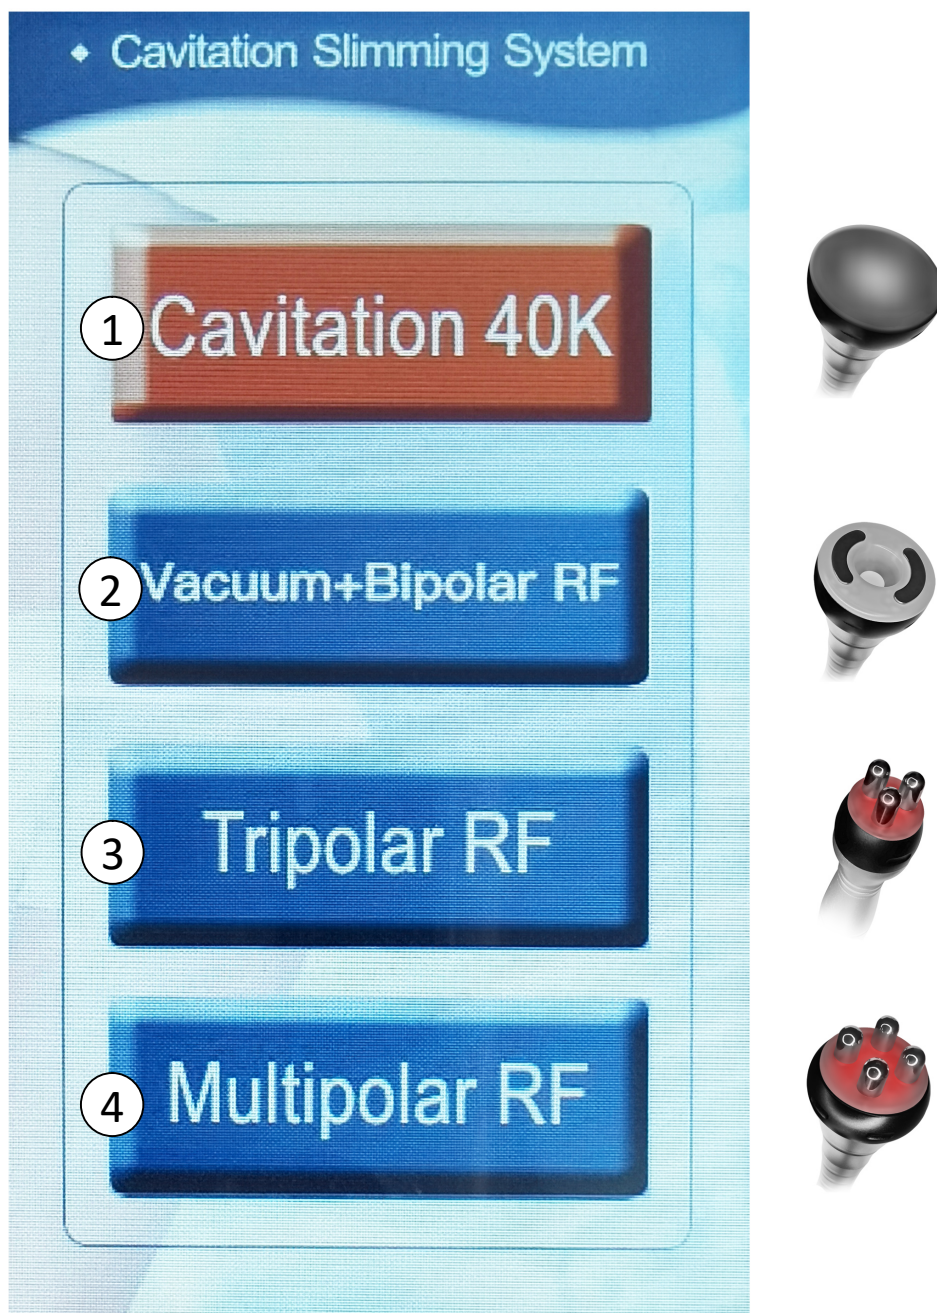 Cavitation Slimming System
1
Cavitation 40K
2
Vacuum+Bipolar RF
3
Tripolar RF
4
Multipolar RF